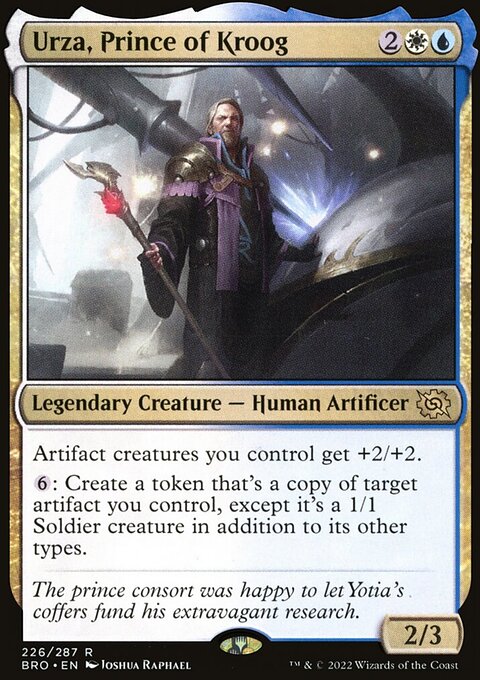 Urza, Prince of Kroog 2
Legendary Creature — Human Artificer
Artifact creatures you control get +2/+2.
6: Create a token that's a copy of target
artifact you control, except it's a 1/1
Soldier creature in addition to its other
types.
The prince consort was happy to let Yotia's
coffers fund his extravagant research.
2/3
226/287 R
BRO • EN JOSHUA RAPHAEL
™ & © 2022 Wizards of the Coast